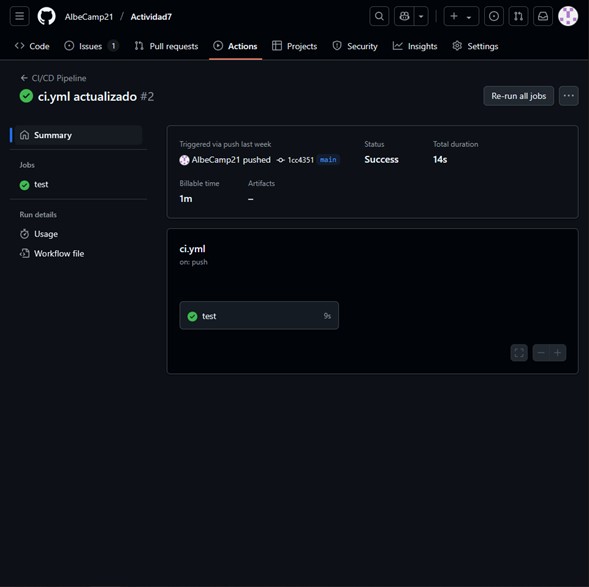 AlbeCamp21 / Actividad7
Code Issues 1 Pull requests Actions Projects Security Insights Settings
CI/CD Pipeline
ci.yml actualizado #2
Re-run all jobs
Summary
Jobs
test
Run details
Usage
Workflow file
Triggered via push last week
AlbeCamp21 pushed 1cc4351 main
Status
Success
Total duration
14s
Billable time
1m
Artifacts
–
ci.yml
on: push
test 9s